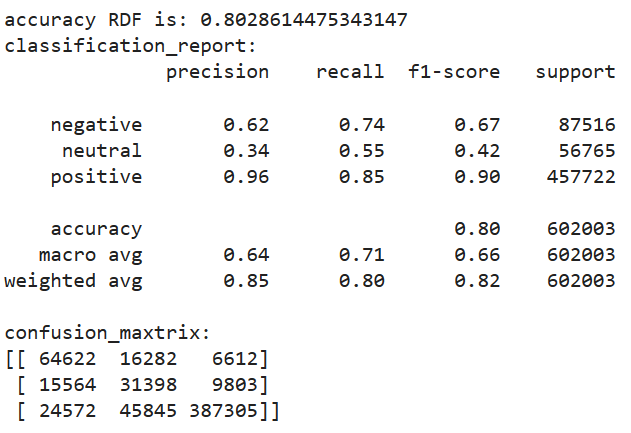 accuracy RDF is: 0.8028614475343147
classification_report:
precision recall f1-score support
negative 0.62 0.74 0.67 87516
neutral 0.34 0.55 0.42 56765
positive 0.96 0.85 0.90 457722
accuracy 0.80 602003
macro avg 0.64 0.71 0.66 602003
weighted avg 0.85 0.80 0.82 602003
confusion_maxtrix:
[[ 64622 16282 6612]
[ 15564 31398 9803]
[ 24572 45845 387305]]